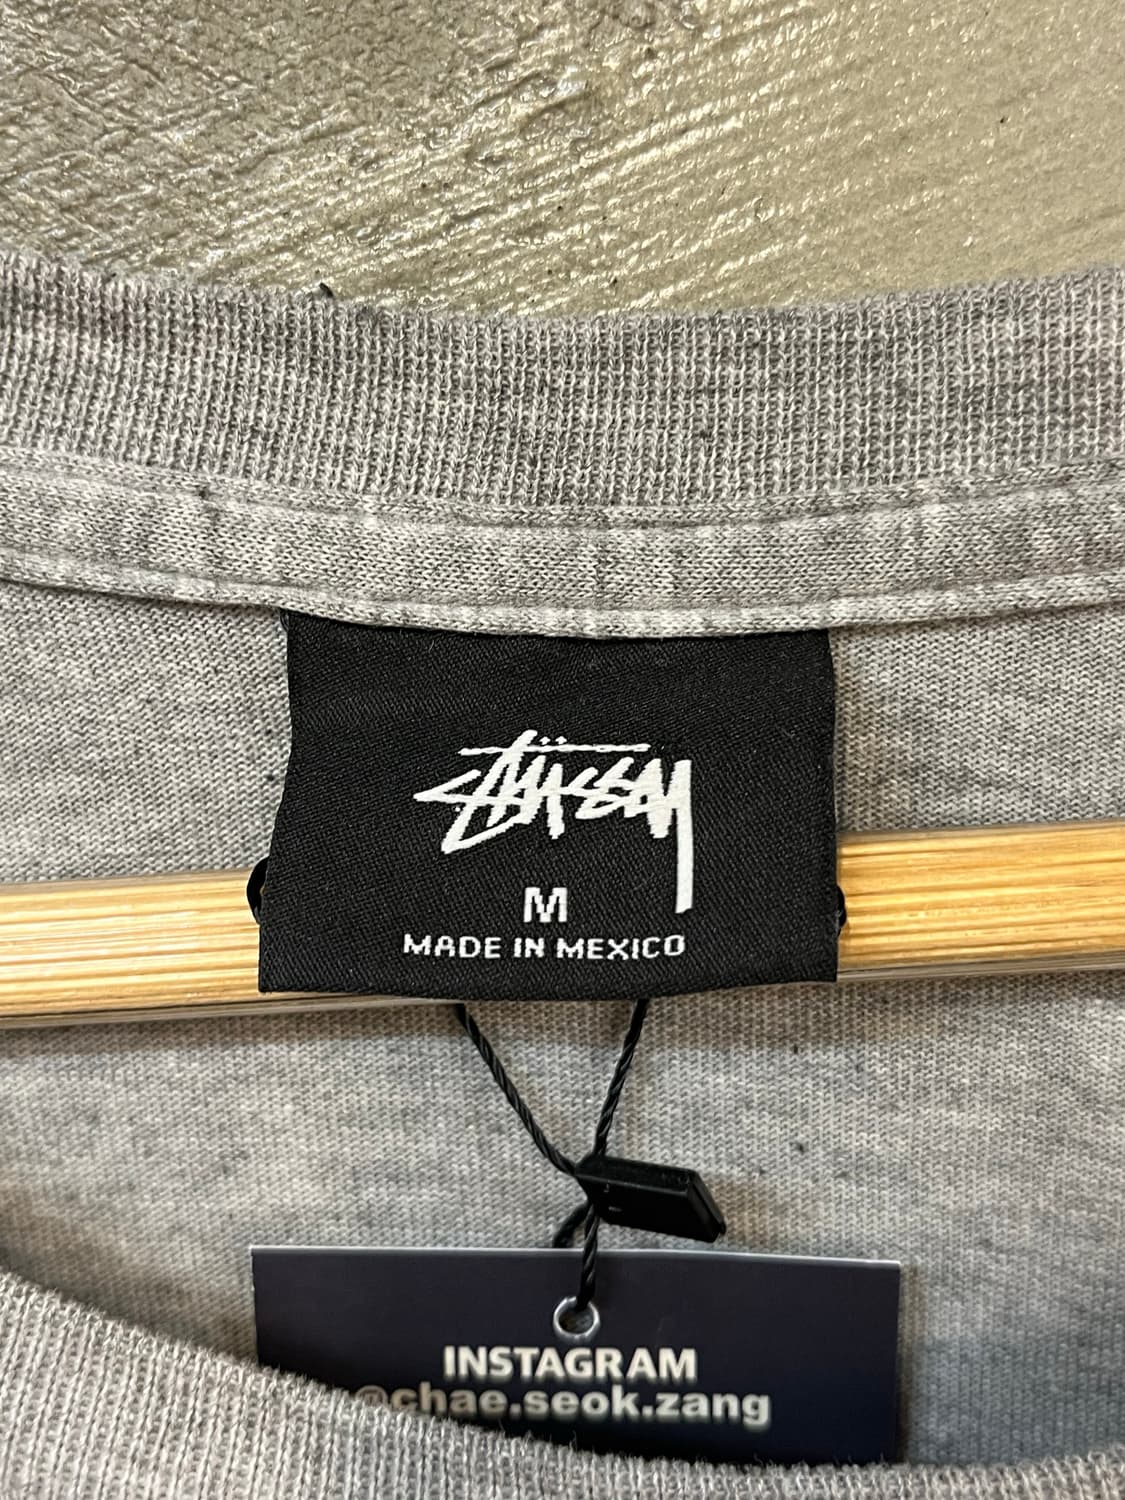 STÜSSY
M
MADE IN MEXICO
INSTAGRAM
@chae.seok.zang